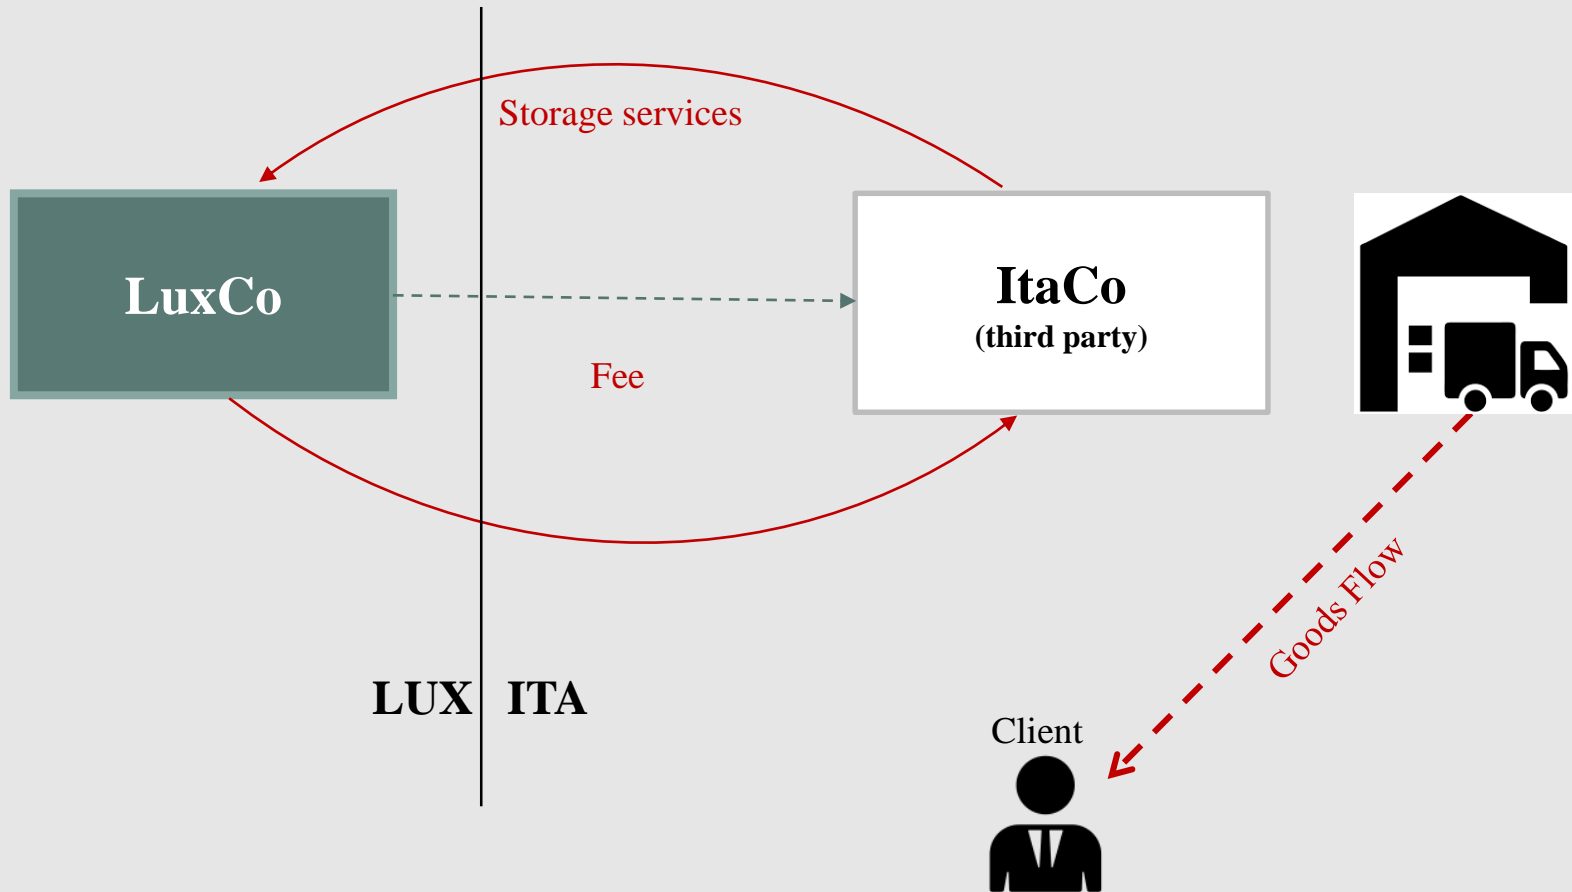 Storage services
LuxCo
ItaCo
(third party)
Fee
Goods Flow
LUX
ITA
Client